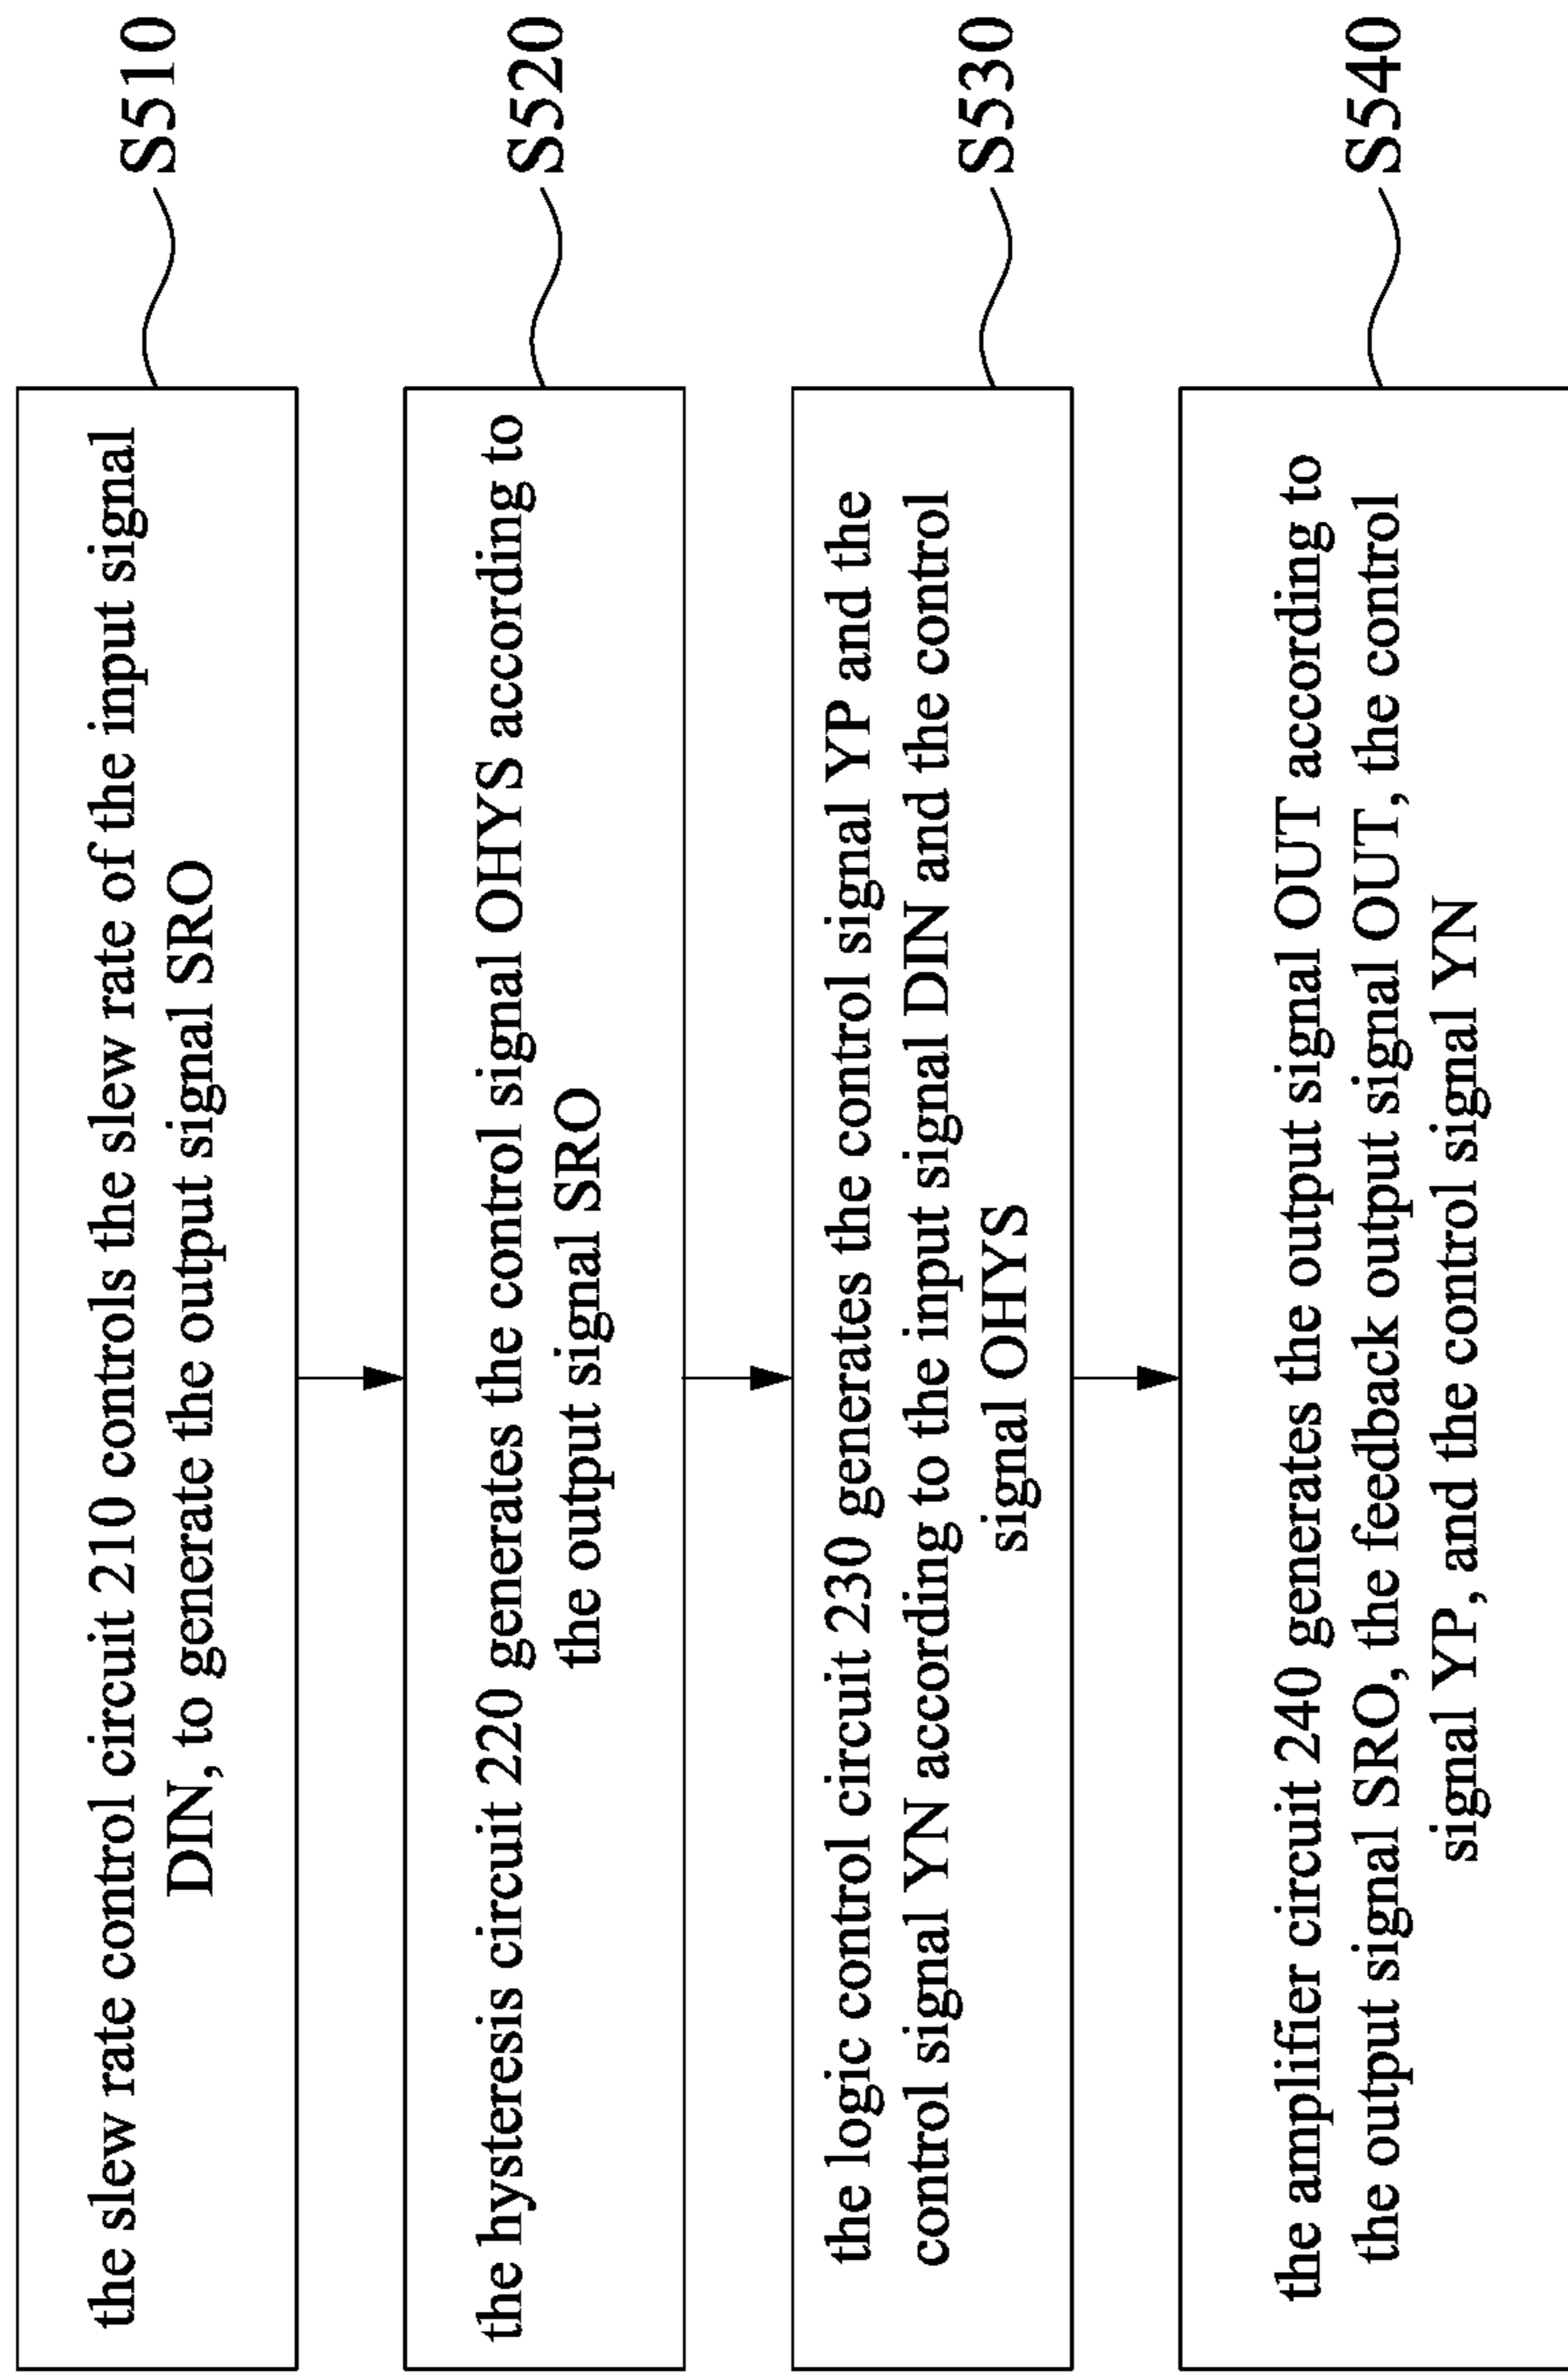 the slew rate control circuit 210 controls the slew rate of the input signal
DIN, to generate the output signal SRO
S510
the hysteresis circuit 220 generates the control signal OHYS according to
the output signal SRO
S520
the logic control circuit 230 generates the control signal YP and the
control signal YN according to the input signal DIN and the control
signal OHYS
S530
the amplifier circuit 240 generates the output signal OUT according to
the output signal SRO, the feedback output signal OUT, the control
signal YP, and the control signal YN
S540